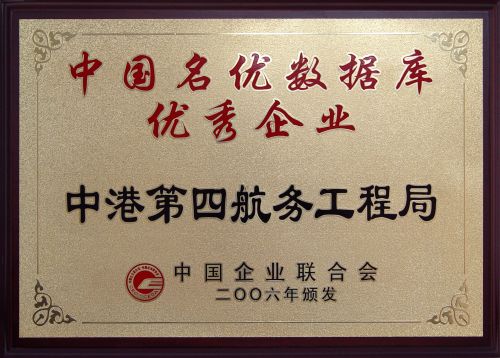 中国名优数据库
优秀企业
中港第四航务工程局
中国企业联合会
二〇〇六年颁发